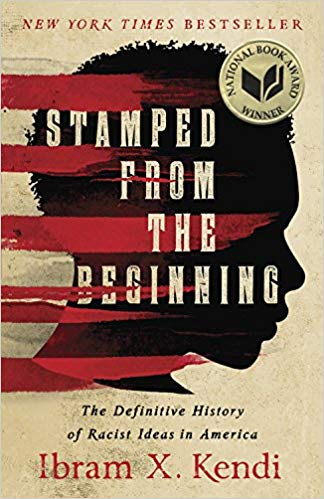 NEW YORK TIMES BESTSELLER
NATIONAL BOOK AWARD
WINNER
STAMPED
FROM
THE
BEGINNING
The Definitive History
of Racist Ideas in America
Ibram X. Kendi